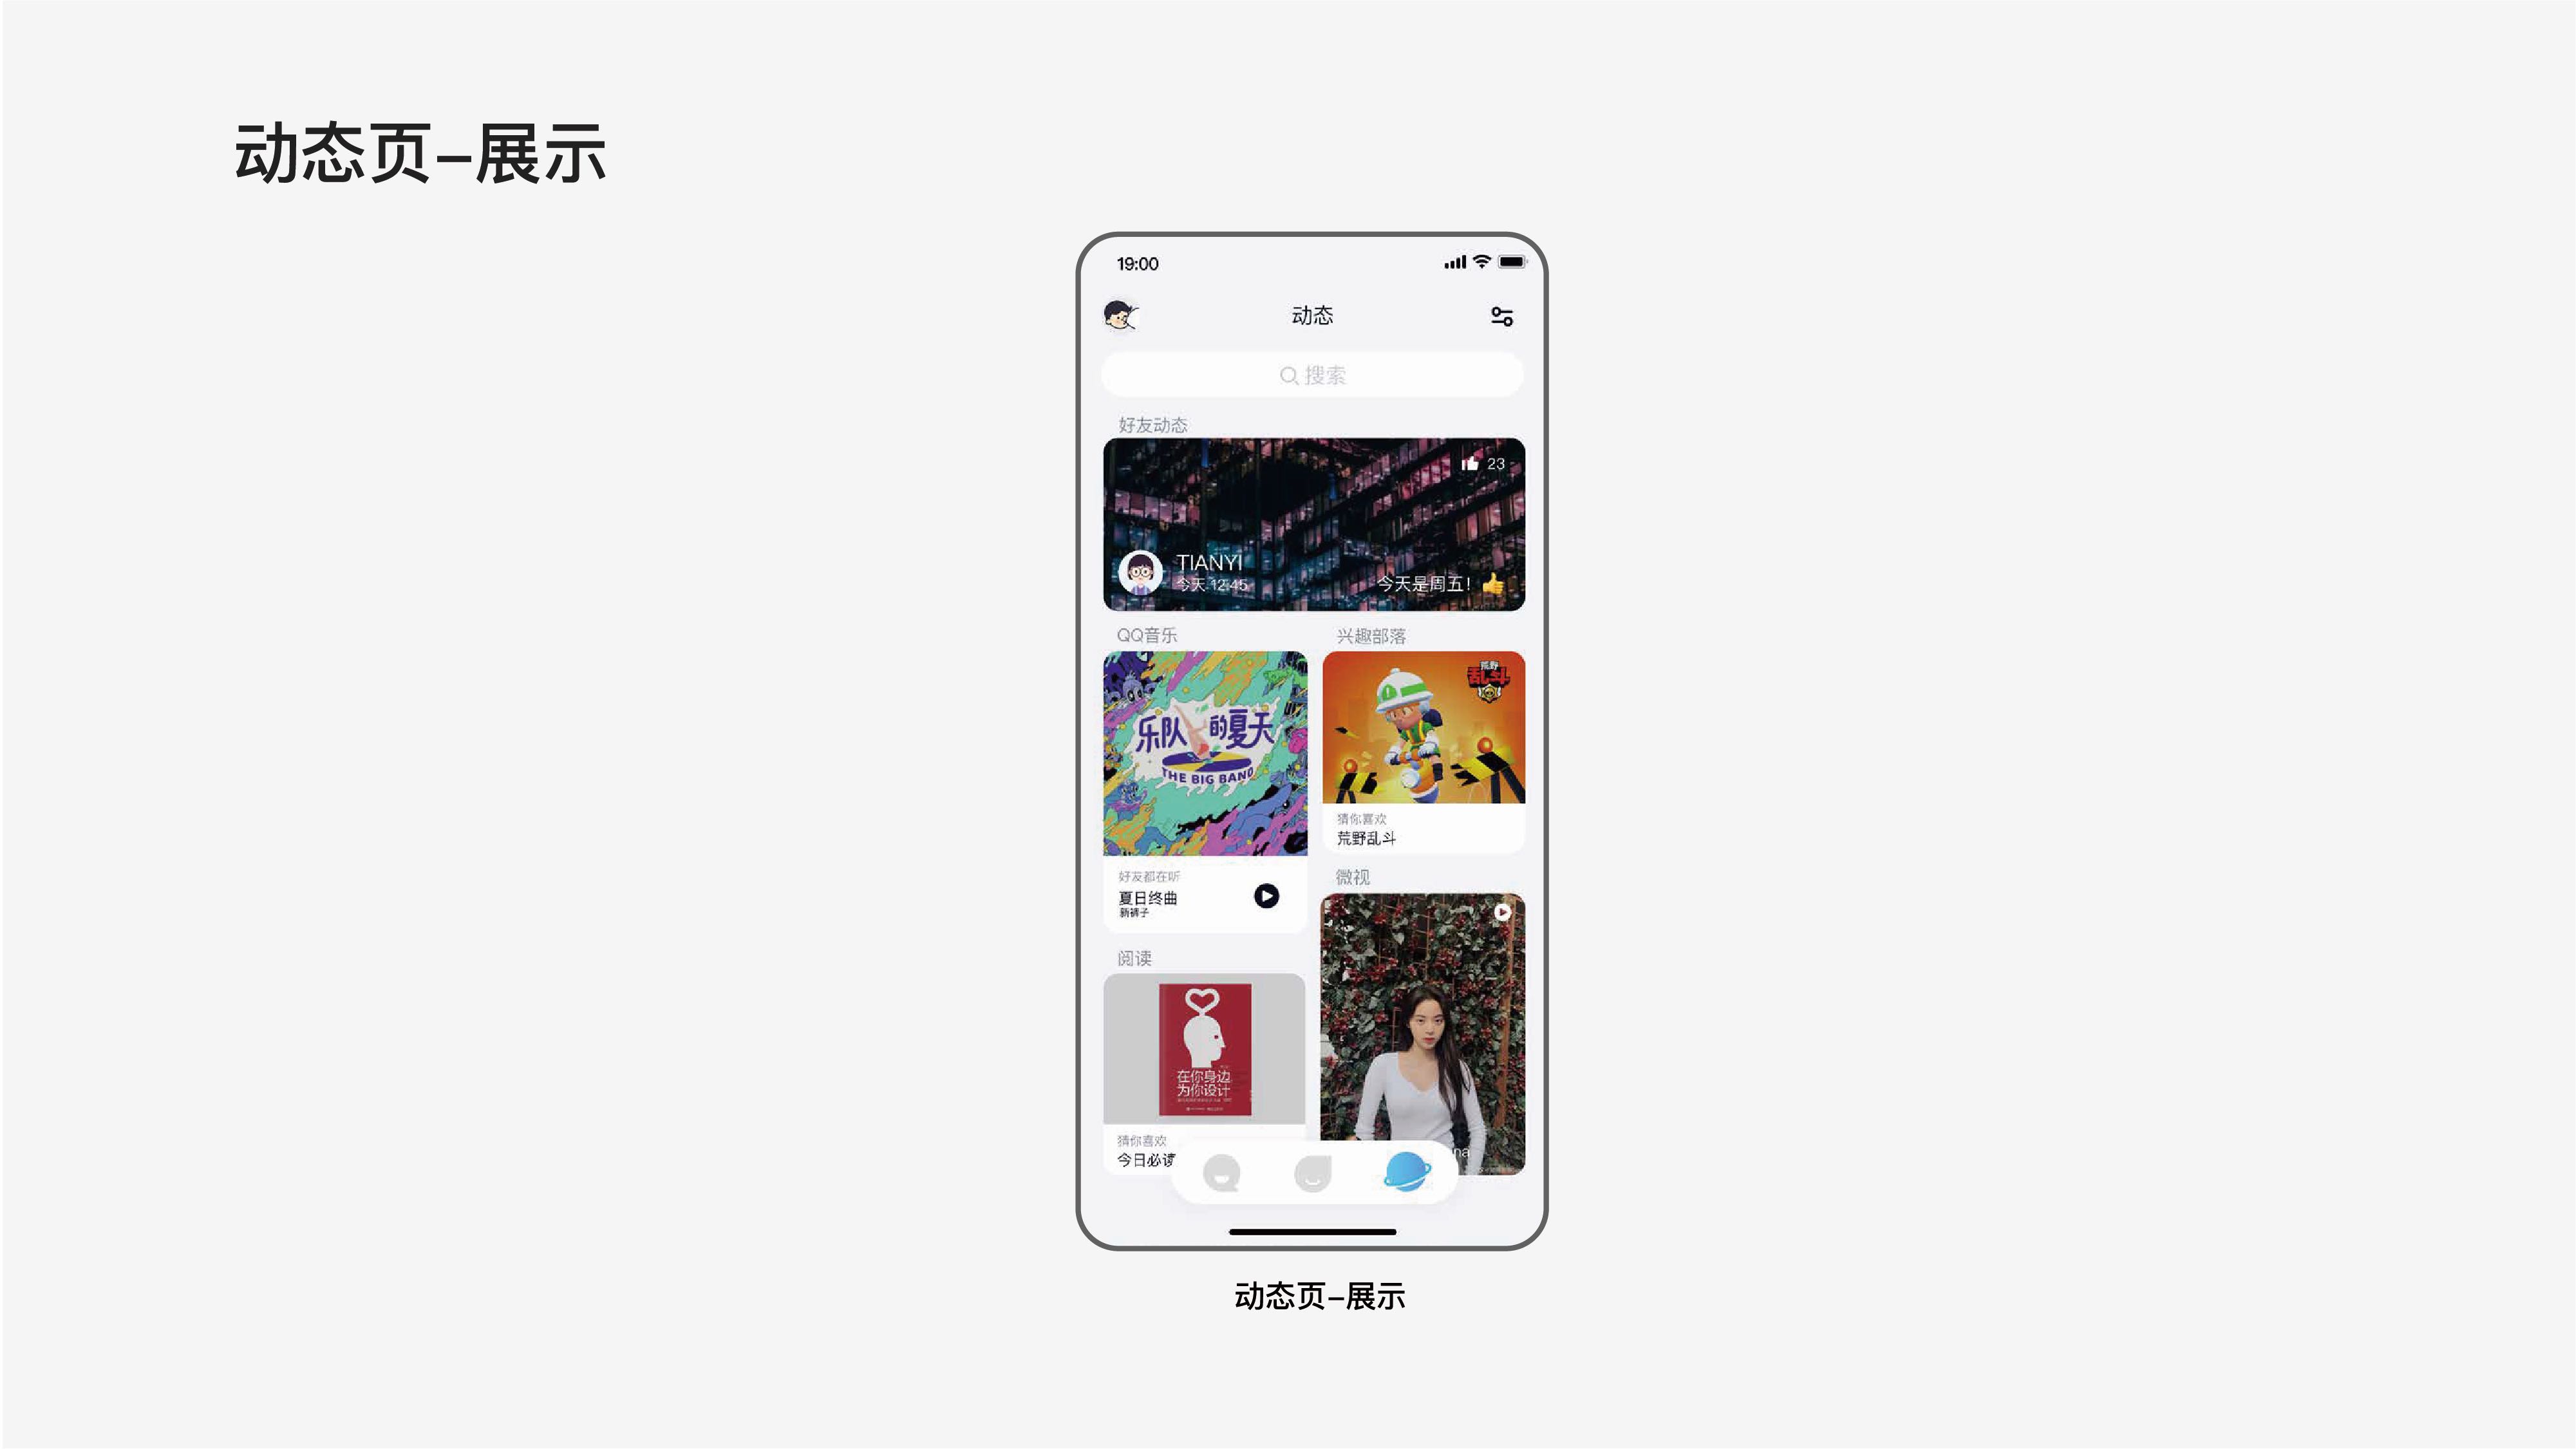 动态页–展示
19:00
动态
搜索
好友动态
23
TIANYI
今天 12:45
今天是周五！
QQ音乐
兴趣部落
乐队的夏天
THE BIG BAND
荒野
乱斗
猜你喜欢
荒野乱斗
好友都在听
夏日终曲
新裤子
微视
阅读
在你身边
为你设计
猜你喜欢
今日必读
na
动态页–展示